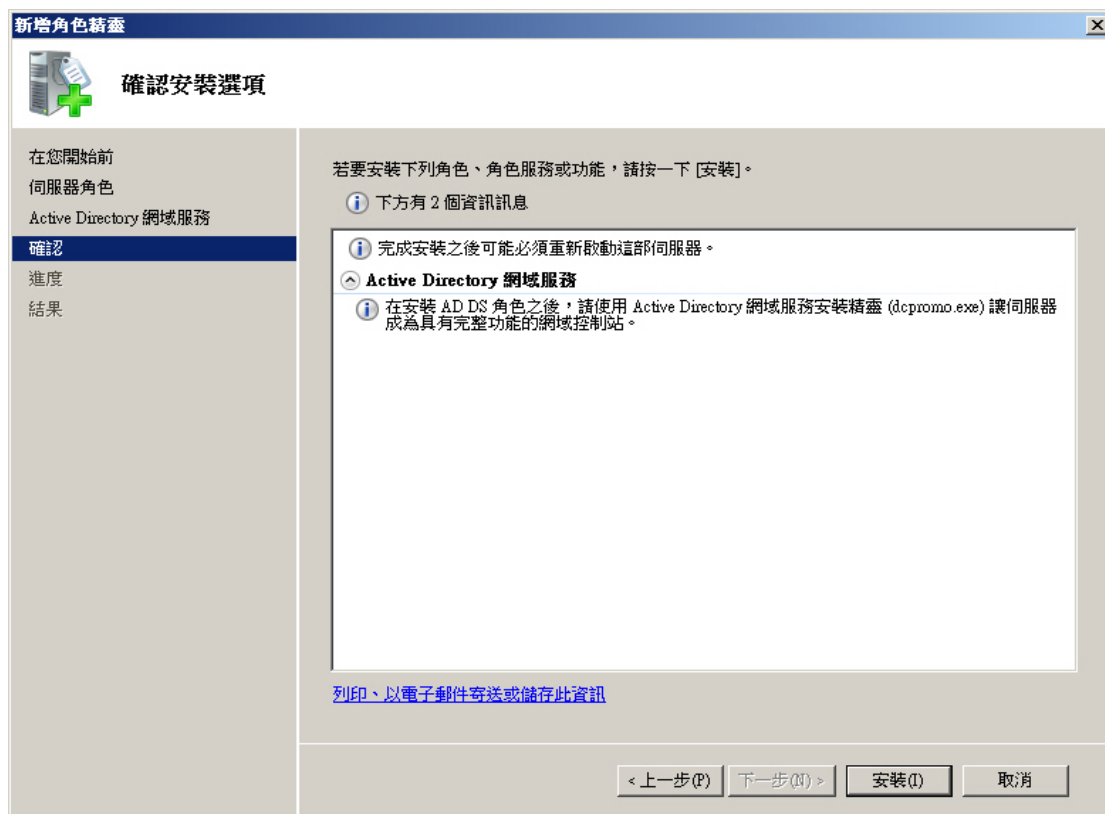 新增角色精靈
確認安裝選項
在您開始前
伺服器角色
Active Directory 網域服務
確認
進度
結果
若要安裝下列角色、角色服務或功能，請按一下 [安裝]。
下方有 2 個資訊訊息
完成安裝之後可能必須重新啟動這部伺服器。
Active Directory 網域服務
在安裝 AD DS 角色之後，請使用 Active Directory 網域服務安裝精靈 (dcpromo.exe) 讓伺服器
成為具有完整功能的網域控制站。
列印、以電子郵件寄送或儲存此資訊
< 上一步(P)
下一步(N) >
安裝(I)
取消